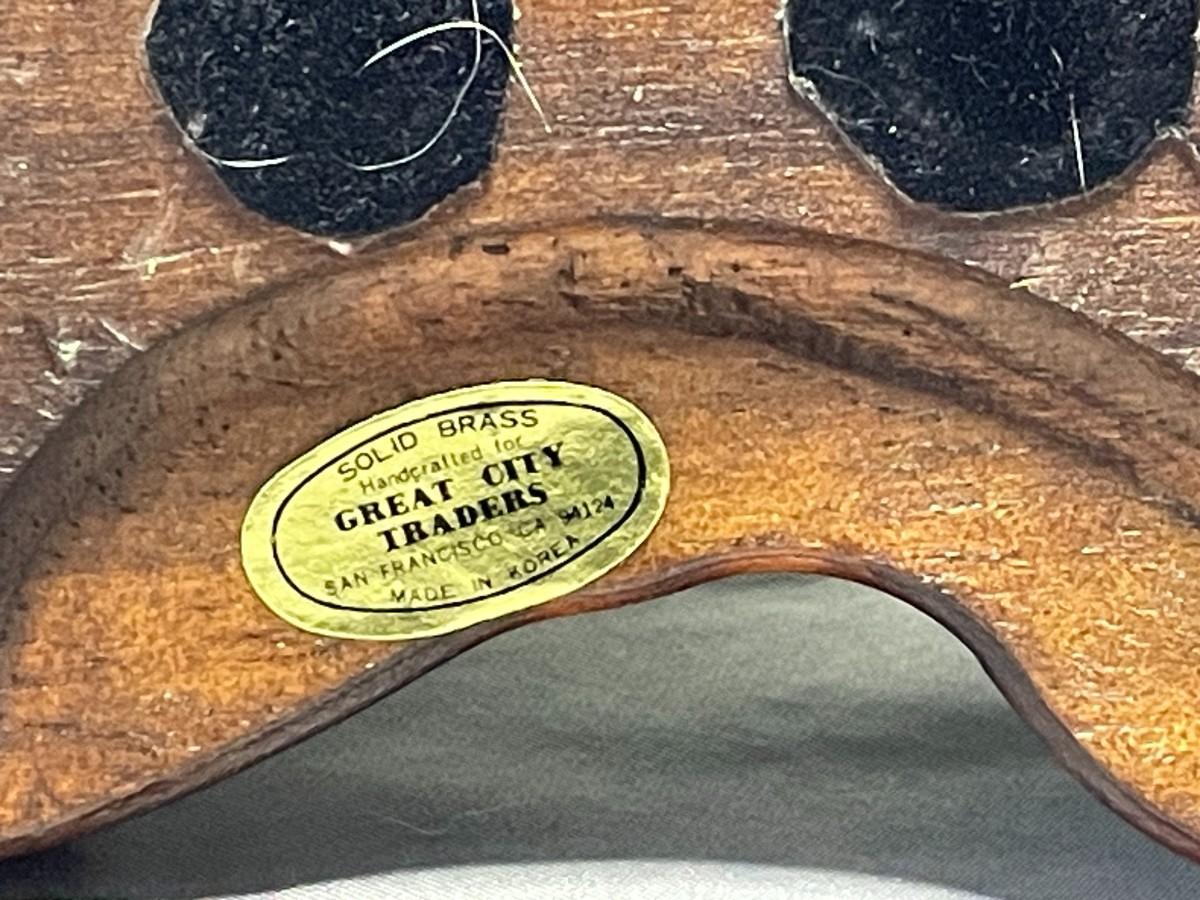 SOLID BRASS
Handcrafted for
GREAT CITY
TRADERS
SAN FRANCISCO CA 94124
MADE IN KOREA